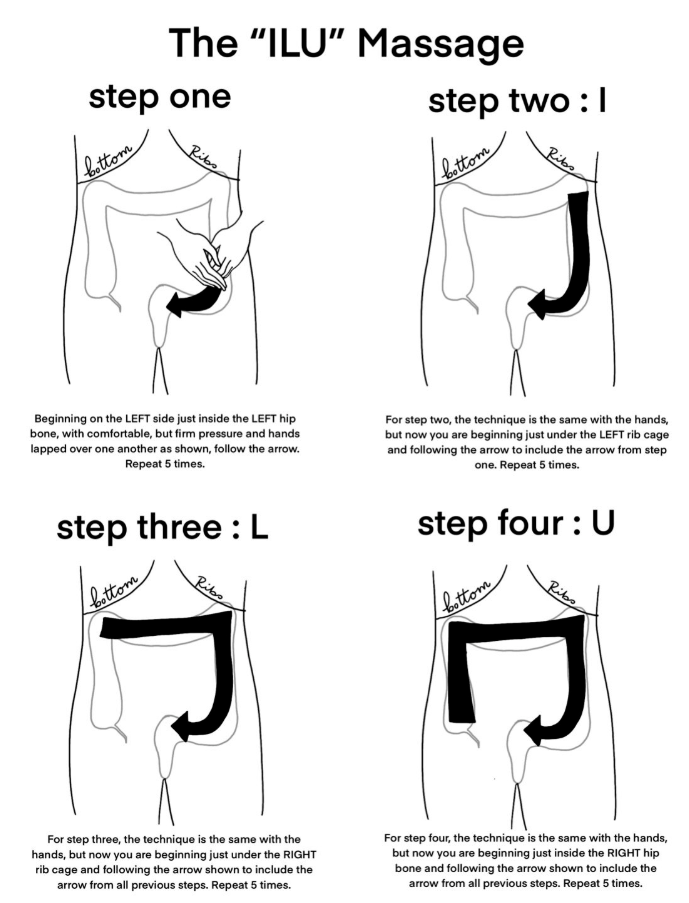 The “ILU” Massage
step one
bottom
Ribs
Beginning on the LEFT side just inside the LEFT hip
bone, with comfortable, but firm pressure and hands
lapped over one another as shown, follow the arrow.
Repeat 5 times.
step two : I
bottom
Ribs
For step two, the technique is the same with the hands,
but now you are beginning just under the LEFT rib cage
and following the arrow to include the arrow from step
one. Repeat 5 times.
step three : L
bottom
Ribs
For step three, the technique is the same with the
hands, but now you are beginning just under the RIGHT
rib cage and following the arrow shown to include the
arrow from all previous steps. Repeat 5 times.
step four : U
bottom
Ribs
For step four, the technique is the same with the hands,
but now you are beginning just inside the RIGHT hip
bone and following the arrow shown to include the
arrow from all previous steps. Repeat 5 times.